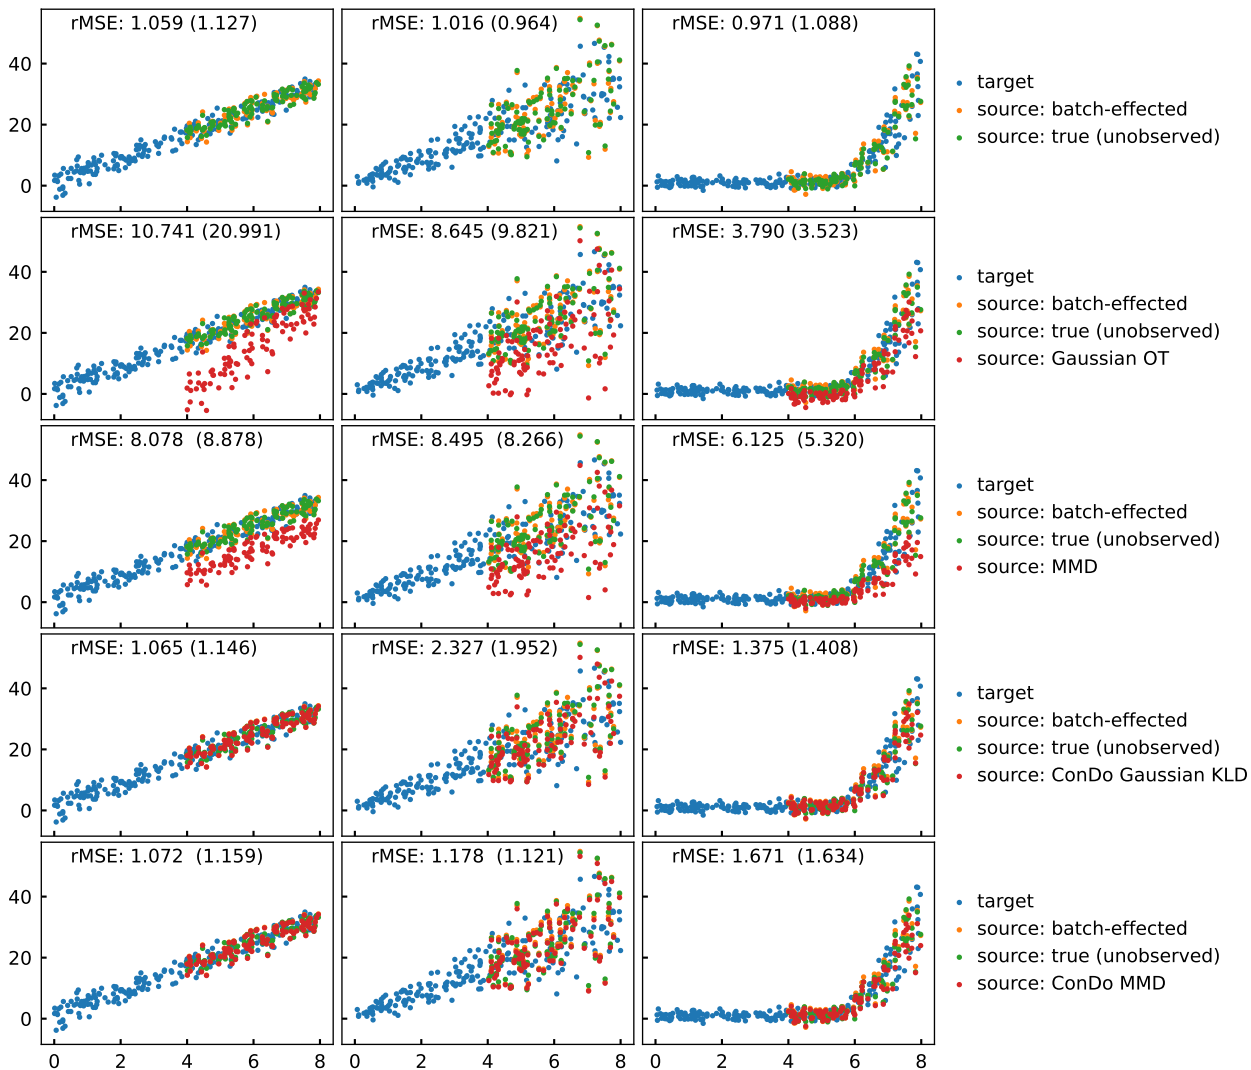 rMSE: 1.059 (1.127)
rMSE: 1.016 (0.964)
rMSE: 0.971 (1.088)
40
20
0
target
source: batch-effected
source: true (unobserved)
rMSE: 10.741 (20.991)
rMSE: 8.645 (9.821)
rMSE: 3.790 (3.523)
40
20
0
target
source: batch-effected
source: true (unobserved)
source: Gaussian OT
rMSE: 8.078  (8.878)
rMSE: 8.495  (8.266)
rMSE: 6.125  (5.320)
40
20
0
target
source: batch-effected
source: true (unobserved)
source: MMD
rMSE: 1.065 (1.146)
rMSE: 2.327 (1.952)
rMSE: 1.375 (1.408)
40
20
0
target
source: batch-effected
source: true (unobserved)
source: ConDo Gaussian KLD
rMSE: 1.072  (1.159)
rMSE: 1.178  (1.121)
rMSE: 1.671  (1.634)
40
20
0
target
source: batch-effected
source: true (unobserved)
source: ConDo MMD
0 2 4 6 8
0 2 4 6 8
0 2 4 6 8